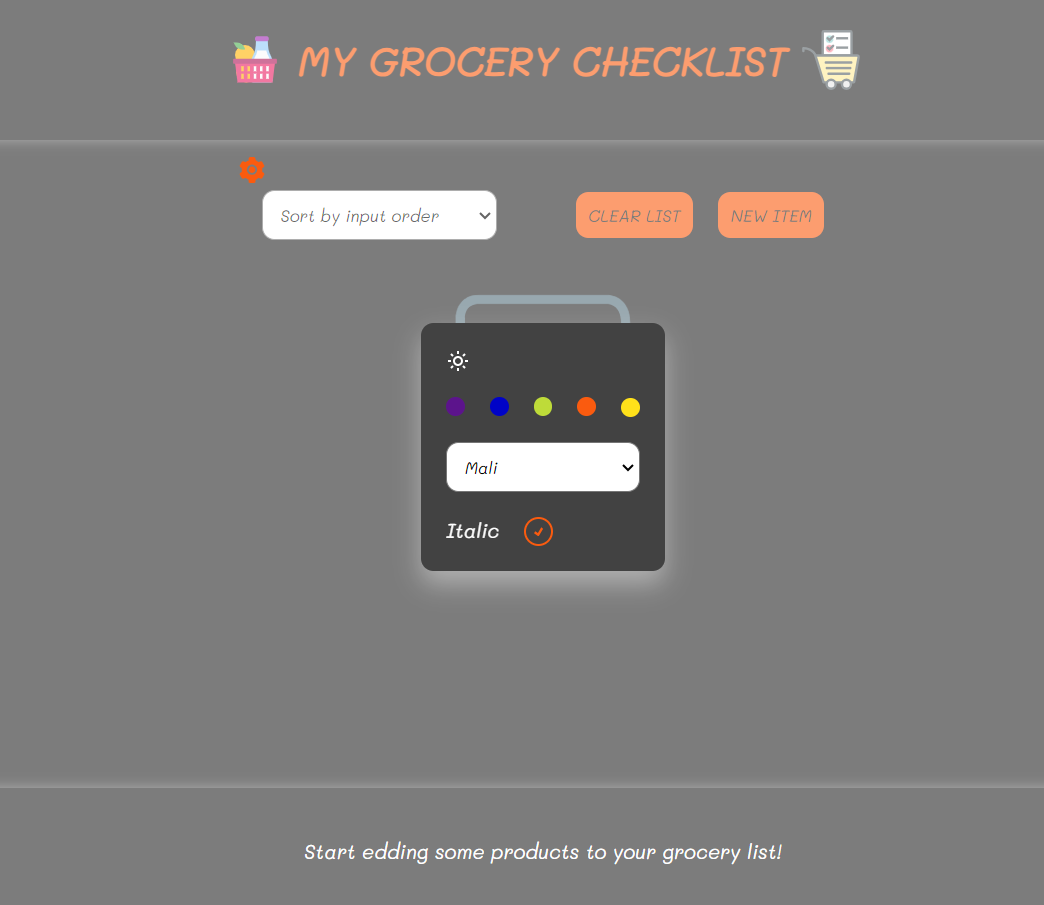 MY GROCERY CHECKLIST
Sort by input order
CLEAR LIST
NEW ITEM
Mali
Italic
Start edding some products to your grocery list!